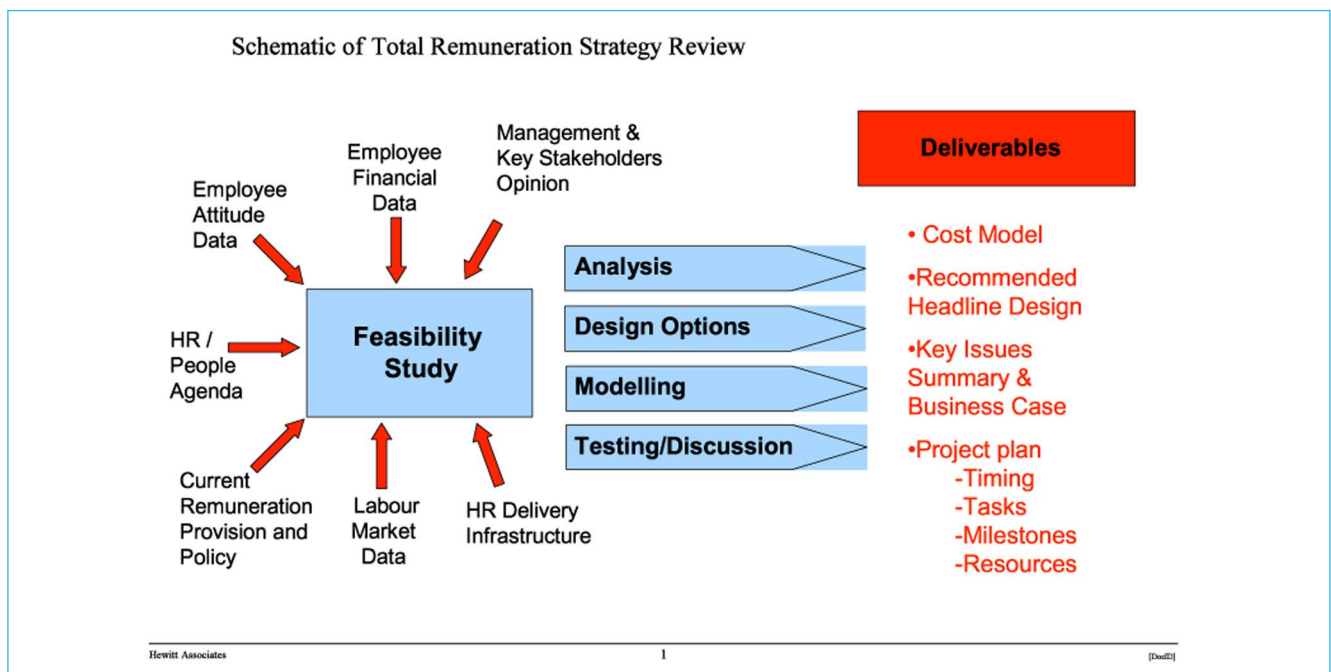 Schematic of Total Remuneration Strategy Review
Employee
Attitude
Data
Employee
Financial
Data
Management &
Key Stakeholders
Opinion
HR /
People
Agenda
Feasibility
Study
Current
Remuneration
Provision and
Policy
Labour
Market
Data
HR Delivery
Infrastructure
Analysis
Design Options
Modelling
Testing/Discussion
Deliverables
• Cost Model
•Recommended
Headline Design
•Key Issues
Summary &
Business Case
•Project plan
-Timing
-Tasks
-Milestones
-Resources
Hewitt Associates
1
[DocID]